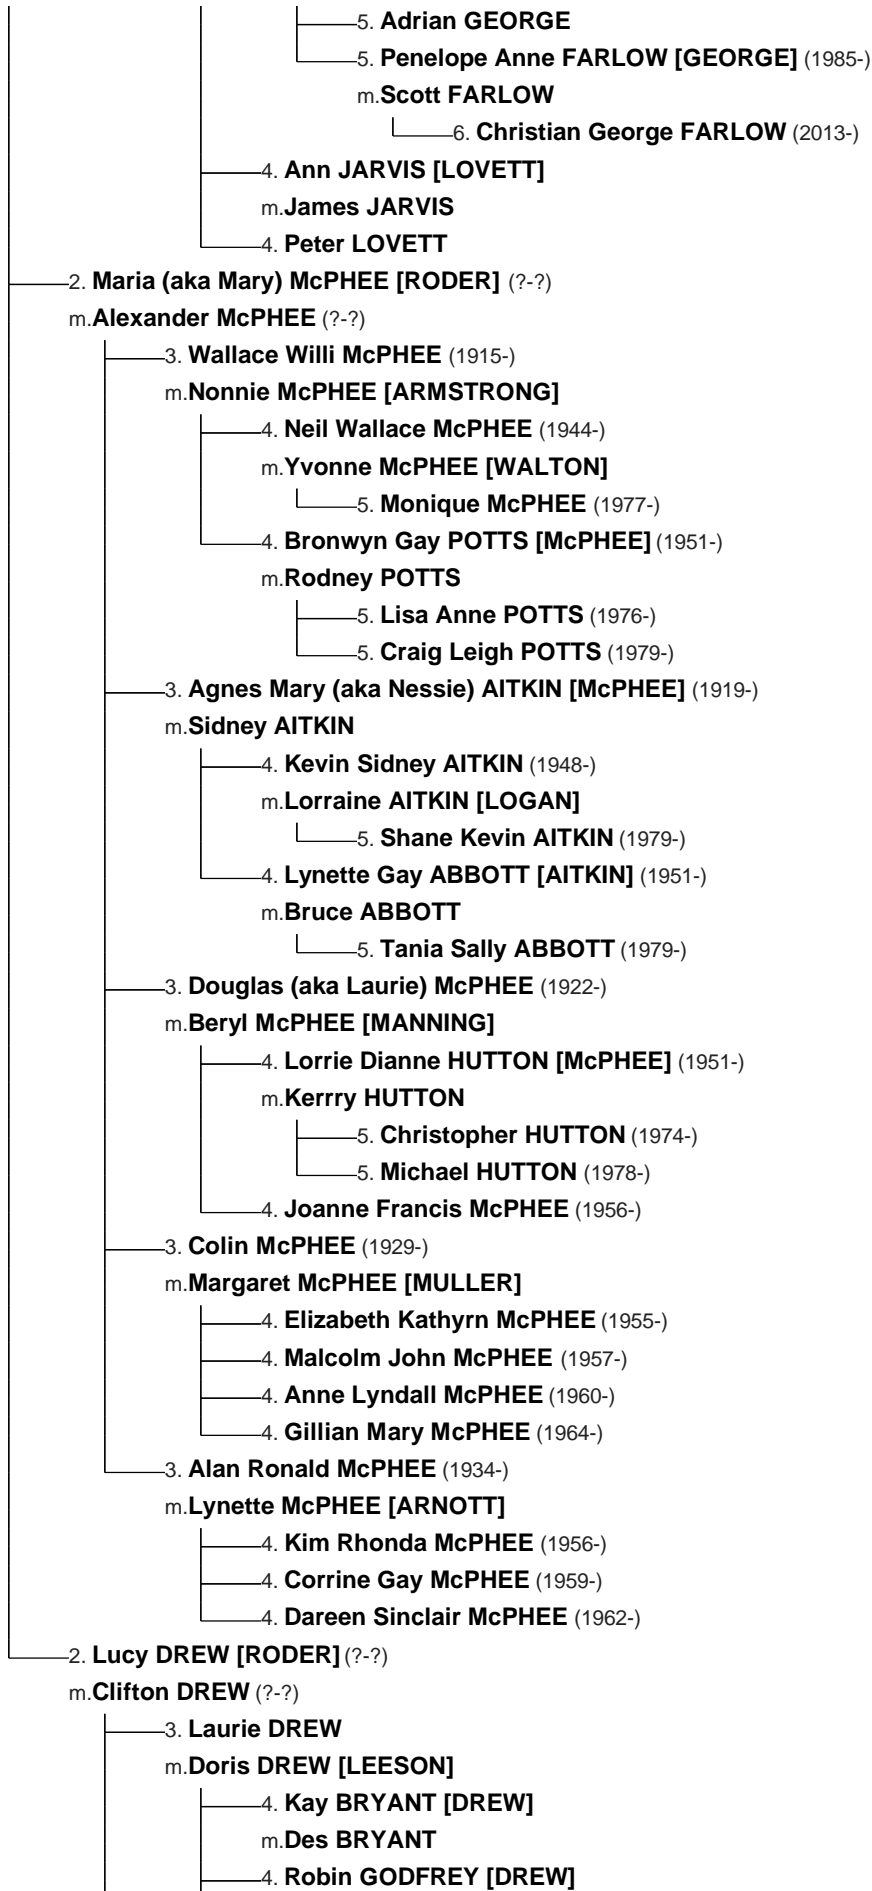 5. Adrian GEORGE
5. Penelope Anne FARLOW [GEORGE] (1985-)
m.Scott FARLOW
6. Christian George FARLOW (2013-)
4. Ann JARVIS [LOVETT]
m.James JARVIS
4. Peter LOVETT
2. Maria (aka Mary) McPHEE [RODER] (?-?)
m.Alexander McPHEE (?-?)
3. Wallace Willi McPHEE (1915-)
m.Nonnie McPHEE [ARMSTRONG]
4. Neil Wallace McPHEE (1944-)
m.Yvonne McPHEE [WALTON]
5. Monique McPHEE (1977-)
4. Bronwyn Gay POTTS [McPHEE] (1951-)
m.Rodney POTTS
5. Lisa Anne POTTS (1976-)
5. Craig Leigh POTTS (1979-)
3. Agnes Mary (aka Nessie) AITKIN [McPHEE] (1919-)
m.Sidney AITKIN
4. Kevin Sidney AITKIN (1948-)
m.Lorraine AITKIN [LOGAN]
5. Shane Kevin AITKIN (1979-)
4. Lynette Gay ABBOTT [AITKIN] (1951-)
m.Bruce ABBOTT
5. Tania Sally ABBOTT (1979-)
3. Douglas (aka Laurie) McPHEE (1922-)
m.Beryl McPHEE [MANNING]
4. Lorrie Dianne HUTTON [McPHEE] (1951-)
m.Kerrry HUTTON
5. Christopher HUTTON (1974-)
5. Michael HUTTON (1978-)
4. Joanne Francis McPHEE (1956-)
3. Colin McPHEE (1929-)
m.Margaret McPHEE [MULLER]
4. Elizabeth Kathyrn McPHEE (1955-)
4. Malcolm John McPHEE (1957-)
4. Anne Lyndall McPHEE (1960-)
4. Gillian Mary McPHEE (1964-)
3. Alan Ronald McPHEE (1934-)
m.Lynette McPHEE [ARNOTT]
4. Kim Rhonda McPHEE (1956-)
4. Corrine Gay McPHEE (1959-)
4. Dareen Sinclair McPHEE (1962-)
2. Lucy DREW [RODER] (?-?)
m.Clifton DREW (?-?)
3. Laurie DREW
m.Doris DREW [LEESON]
4. Kay BRYANT [DREW]
m.Des BRYANT
4. Robin GODFREY [DREW]